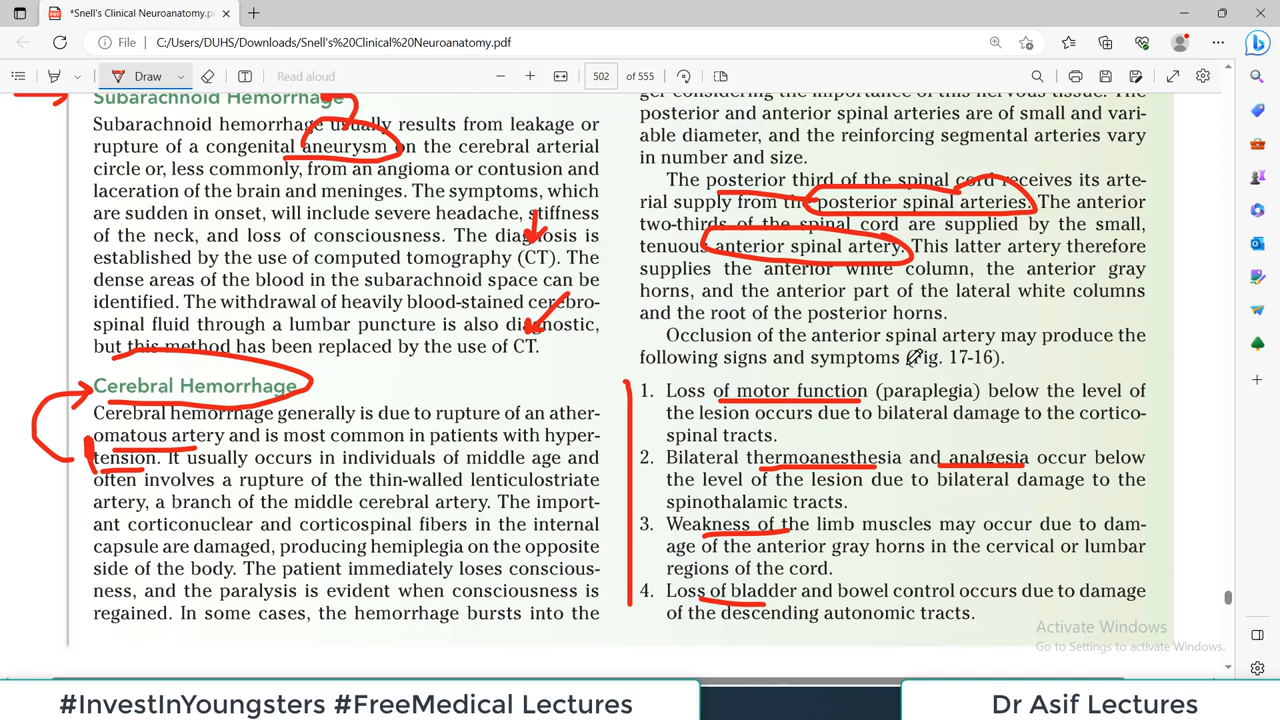 *Snell's Clinical Neuroanatomy.p
File
C:/Users/DUHS/Downloads/Snell's%20Clinical%20Neuroanatomy.pdf
Draw
Read aloud
502
of 555
Subarachnoid Hemorrhage
Subarachnoid hemorrhage usually results from leakage or
rupture of a congenital aneurysm on the cerebral arterial
circle or, less commonly, from an angioma or contusion and
laceration of the brain and meninges. The symptoms, which
are sudden in onset, will include severe headache, stiffness
of the neck, and loss of consciousness. The diagnosis is
established by the use of computed tomography (CT). The
dense areas of the blood in the subarachnoid space can be
identified. The withdrawal of heavily blood-stained cerebro-
spinal fluid through a lumbar puncture is also diagnostic,
but this method has been replaced by the use of CT.
Cerebral Hemorrhage
Cerebral hemorrhage generally is due to rupture of an ather-
omatous artery and is most common in patients with hyper-
tension. It usually occurs in individuals of middle age and
often involves a rupture of the thin-walled lenticulostriate
artery, a branch of the middle cerebral artery. The import-
ant corticonuclear and corticospinal fibers in the internal
capsule are damaged, producing hemiplegia on the opposite
side of the body. The patient immediately loses conscious-
ness, and the paralysis is evident when consciousness is
regained. In some cases, the hemorrhage bursts into the
ger considering the importance of this nervous tissue. The
posterior and anterior spinal arteries are of small and vari-
able diameter, and the reinforcing segmental arteries vary
in number and size.
The posterior third of the spinal cord receives its arte-
rial supply from the posterior spinal arteries. The anterior
two-thirds of the spinal cord are supplied by the small,
tenuous anterior spinal artery. This latter artery therefore
supplies the anterior white column, the anterior gray
horns, and the anterior part of the lateral white columns
and the root of the posterior horns.
Occlusion of the anterior spinal artery may produce the
following signs and symptoms (Fig. 17-16).
1. Loss of motor function (paraplegia) below the level of
the lesion occurs due to bilateral damage to the cortico-
spinal tracts.
2. Bilateral thermoanesthesia and analgesia occur below
the level of the lesion due to bilateral damage to the
spinothalamic tracts.
3. Weakness of the limb muscles may occur due to dam-
age of the anterior gray horns in the cervical or lumbar
regions of the cord.
4. Loss of bladder and bowel control occurs due to damage
of the descending autonomic tracts.
Activate Windows
Go to Settings to activate Windows.
#InvestInYoungsters #FreeMedical Lectures
Dr Asif Lectures